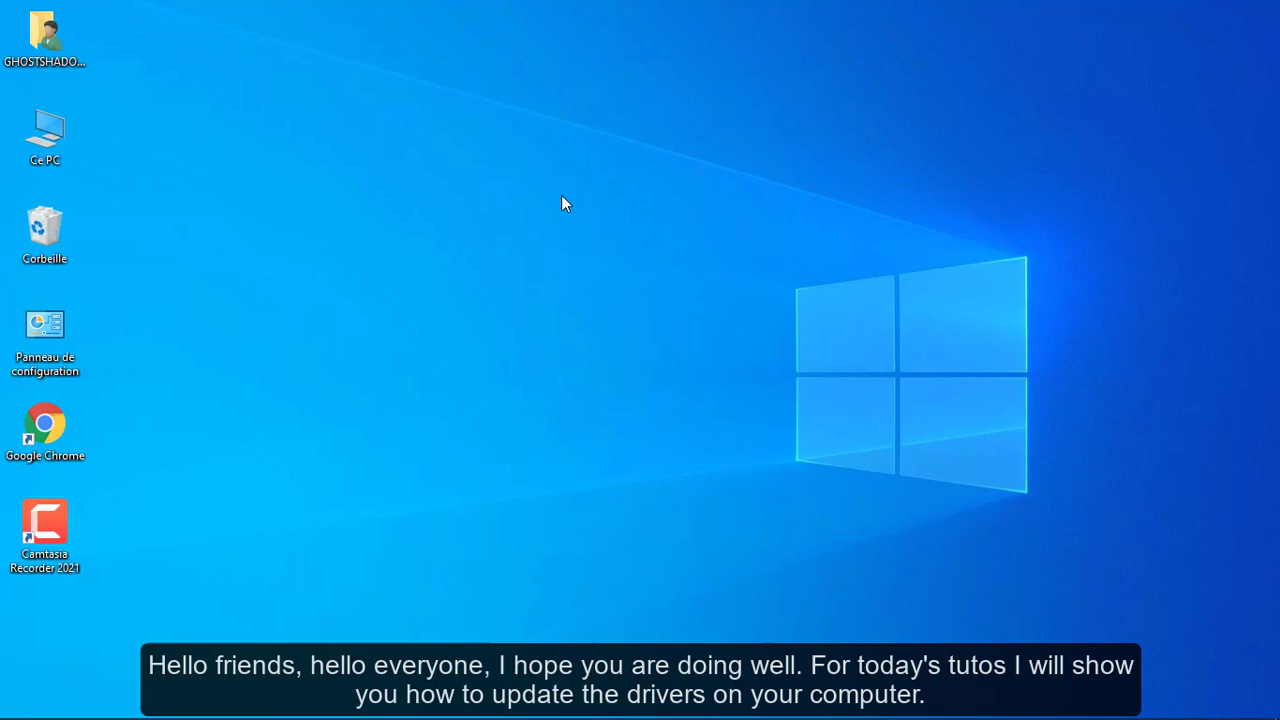 GHOSTSHADO...
Ce PC
Corbeille
Panneau de
configuration
Google Chrome
Camtasia
Recorder 2021
Hello friends, hello everyone, I hope you are doing well. For today's tutos I will show
you how to update the drivers on your computer.